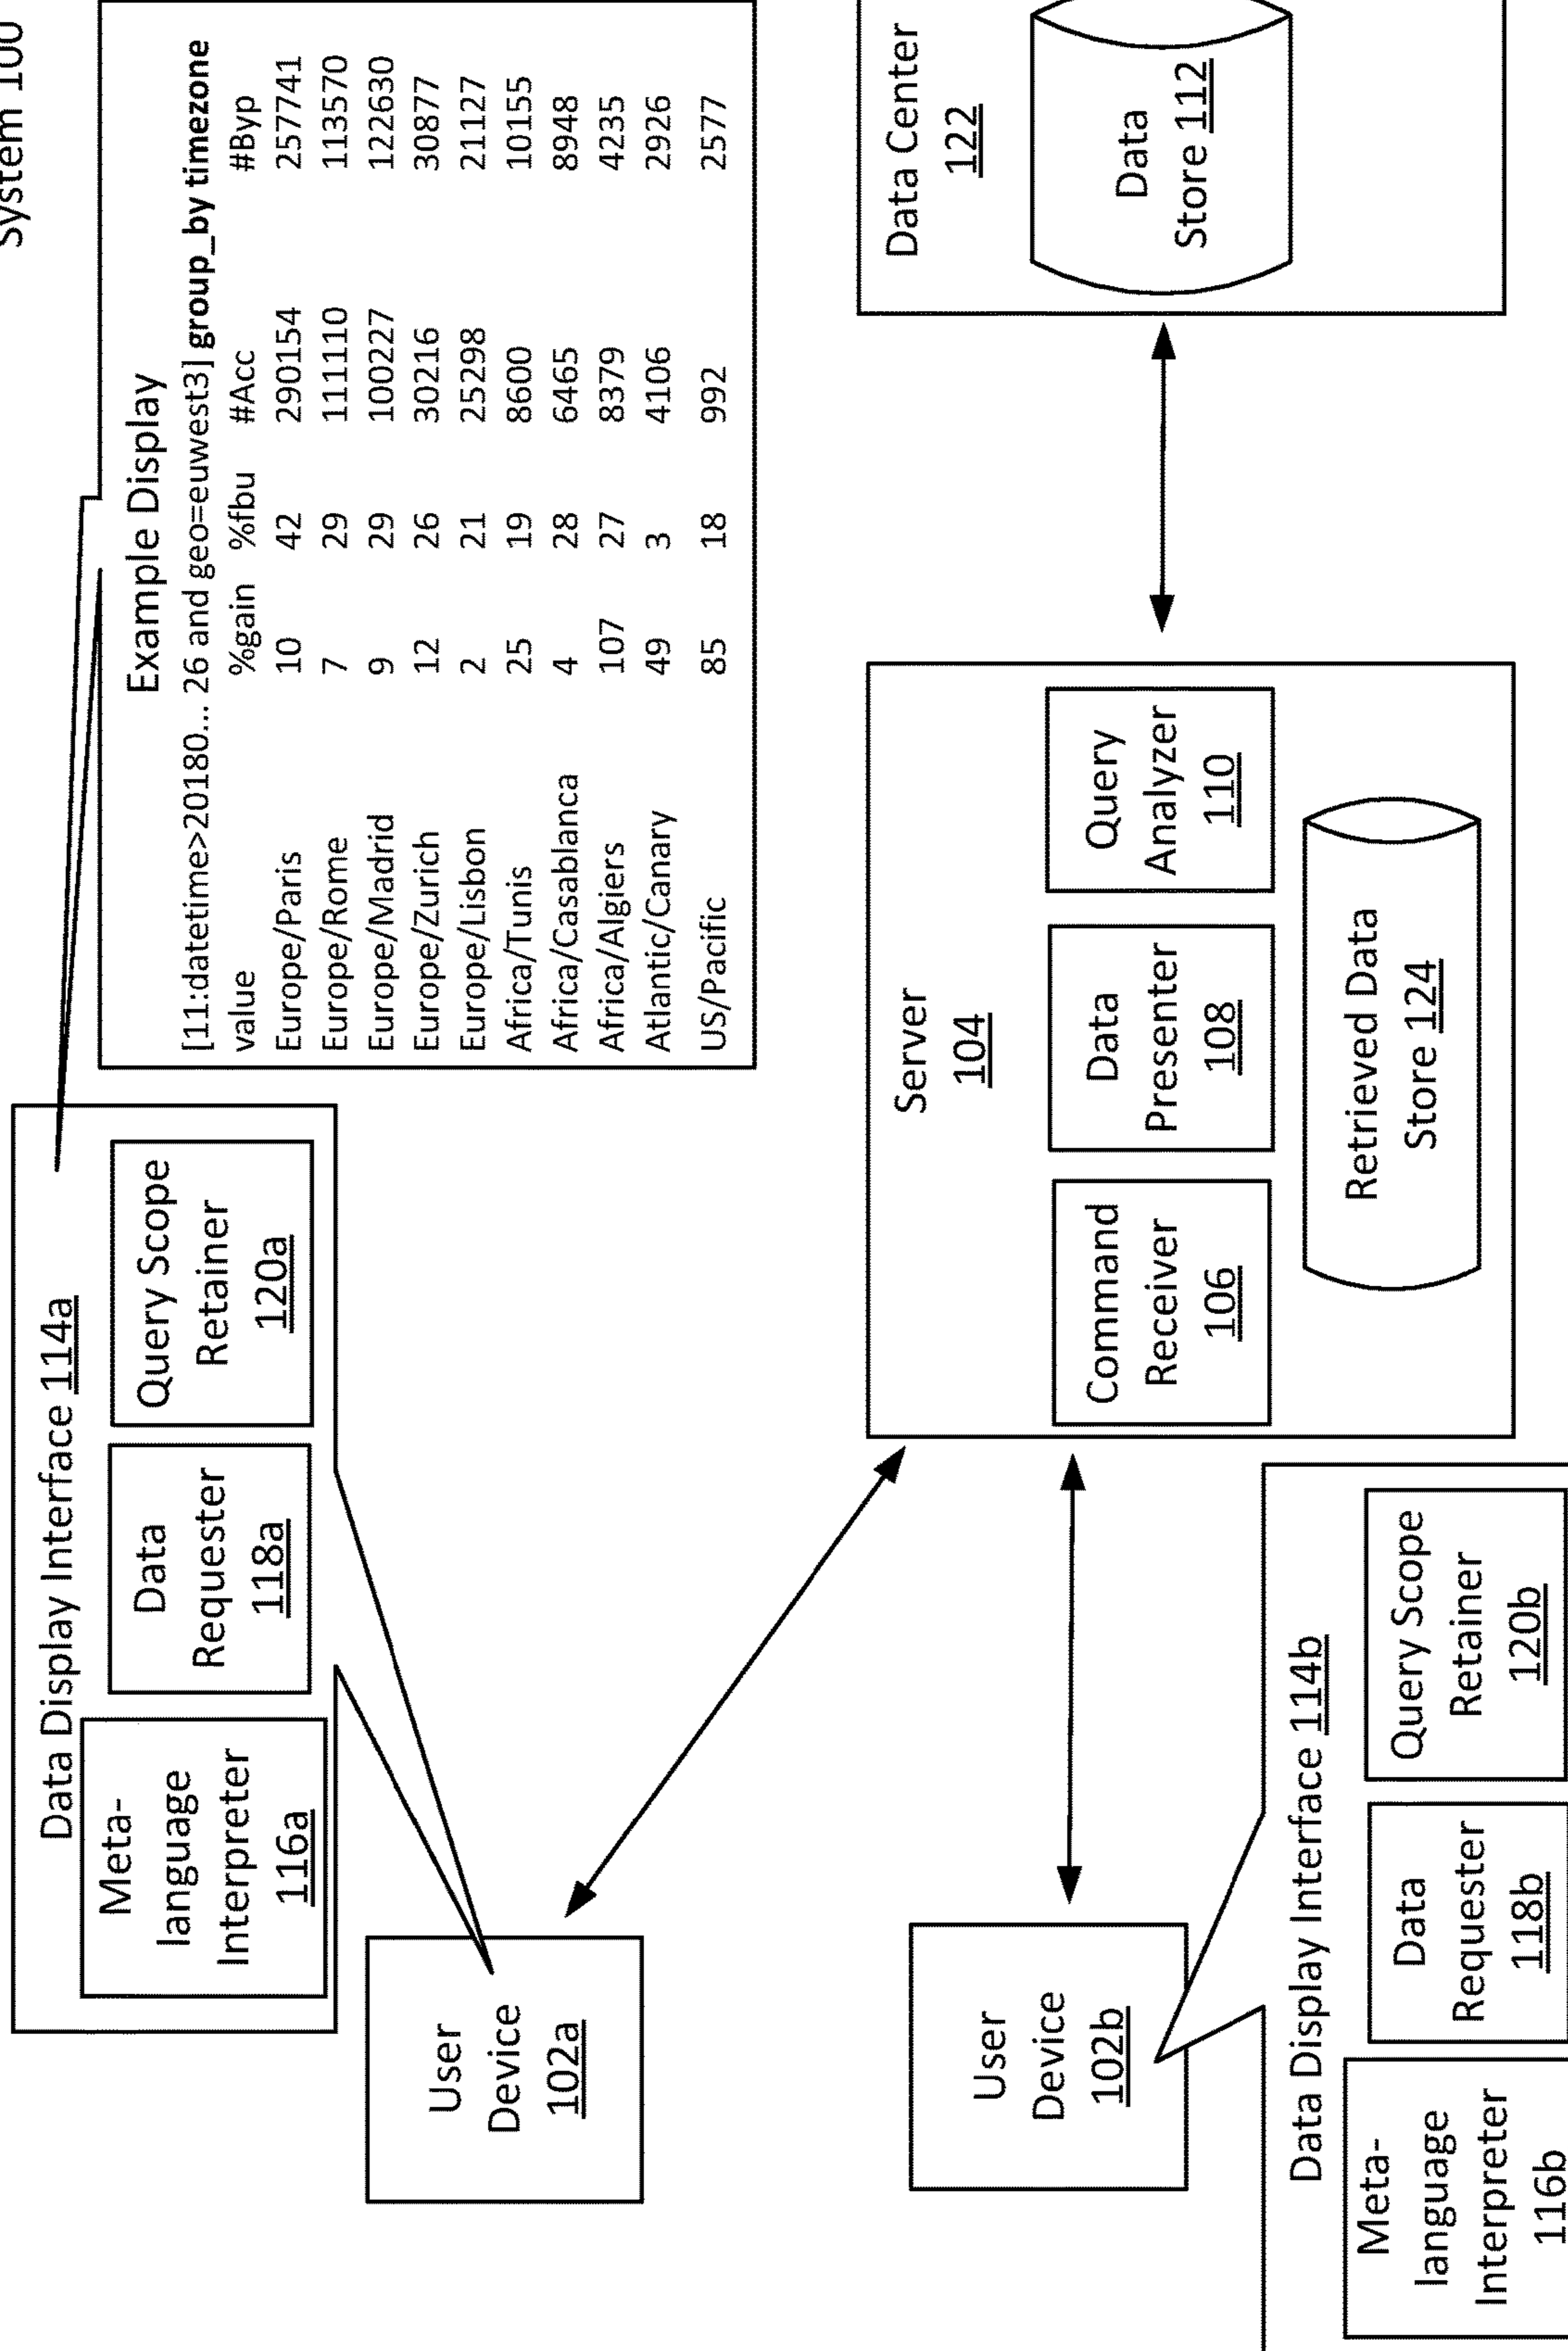 System 100
Data Display Interface 114a
Meta-
language
Interpreter
116a
Data
Requester
118a
Query Scope
Retainer
120a
Example Display
[11:datetime>20180... 26 and geo=euwest3] group_by timezone
value %gain %fbu #Acc #Byp
Europe/Paris 10 42 290154 257741
Europe/Rome 7 29 111110 113570
Europe/Madrid 9 29 100227 122630
Europe/Zurich 12 26 30216 30877
Europe/Lisbon 2 21 25298 21127
Africa/Tunis 25 19 8600 10155
Africa/Casablanca 4 28 6465 8948
Africa/Algiers 107 27 8379 4235
Atlantic/Canary 49 3 4106 2926
US/Pacific 85 18 992 2577
User
Device
102a
User
Device
102b
Server
104
Command
Receiver
106
Data
Presenter
108
Query
Analyzer
110
Retrieved Data
Store 124
Data Center
122
Data
Store 112
Data Display Interface 114b
Meta-
language
Interpreter
116b
Data
Requester
118b
Query Scope
Retainer
120b